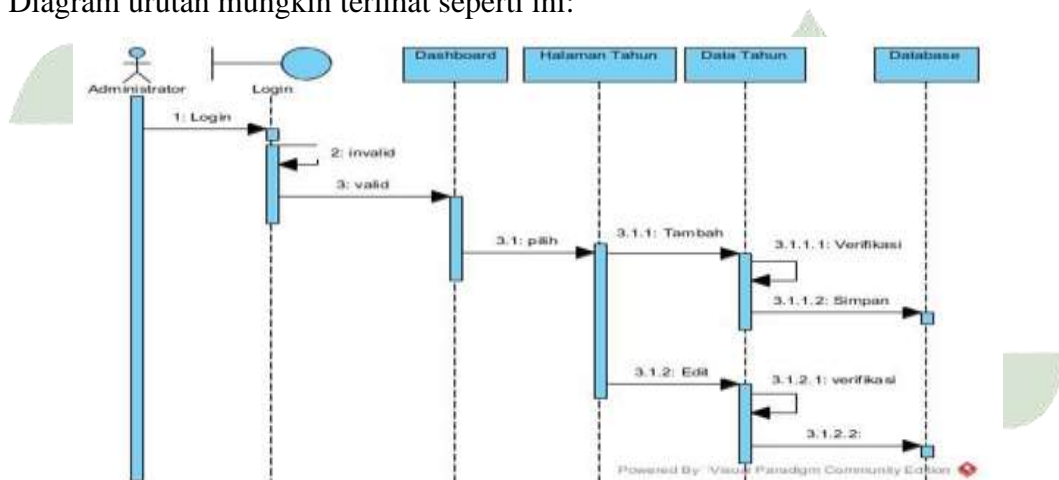 Diagram urutan mungkin terlihat seperti ini:
Dashboard
Halaman Tahun
Data Tahun
Database
Administrator
Login
1: Login
2: invalid
3: valid
3.1: pilih
3.1.1: Tambah
3.1.1.1: Verifikasi
3.1.1.2: Simpan
3.1.2: Edit
3.1.2.1: verifikasi
3.1.2.2:
Powered By Visual Paradigm Community Edition